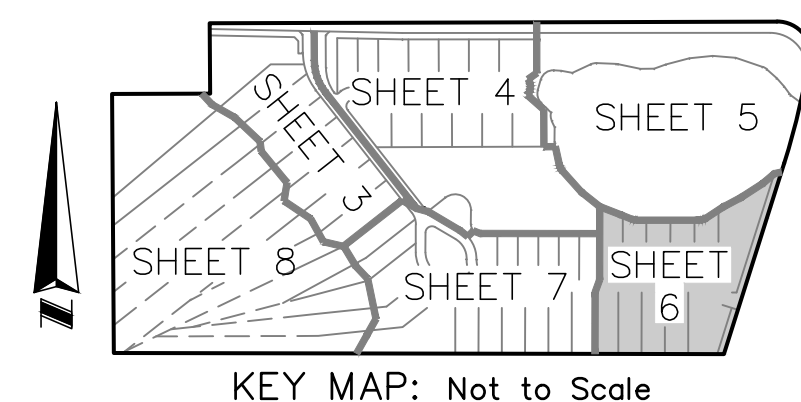 SHEET 4
SHEET 5
SHEET 3
SHEET 8
SHEET 7
SHEET
6
N
KEY MAP: Not to Scale